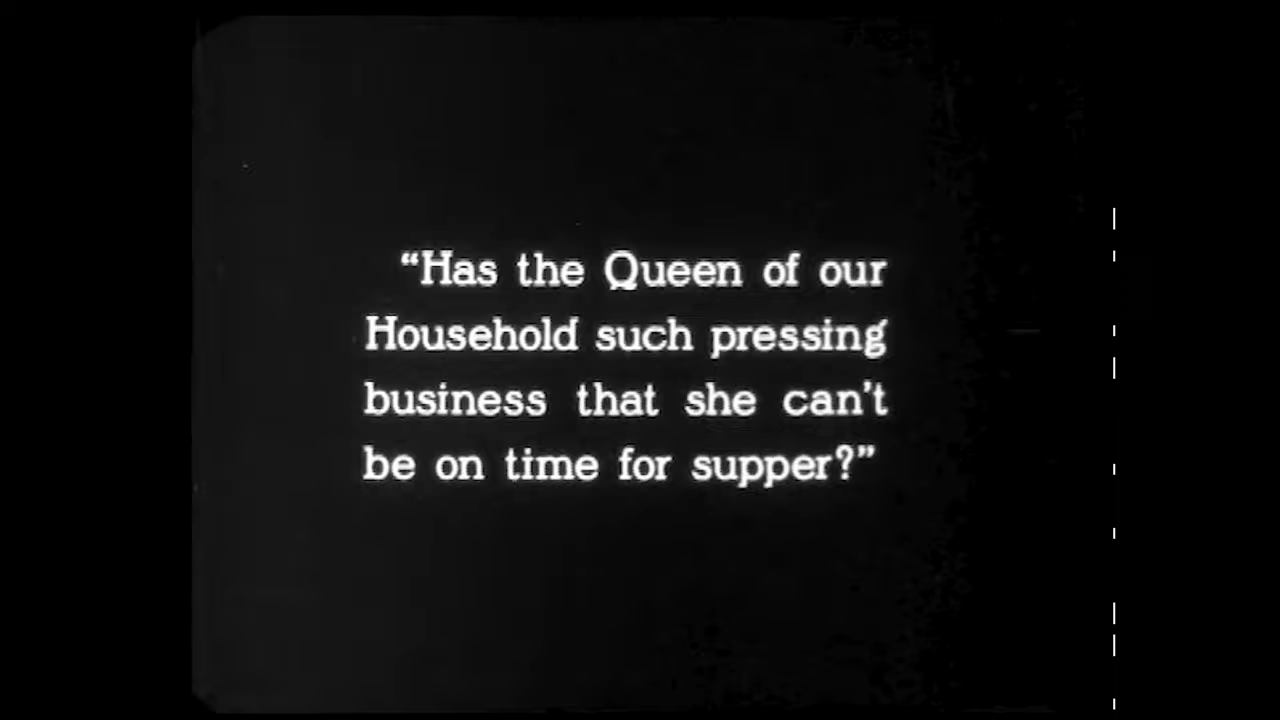 “Has the Queen of our
Household such pressing
business that she can’t
be on time for supper?”